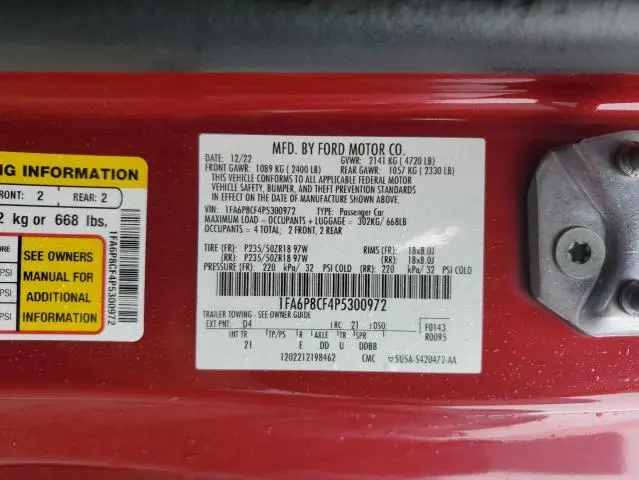 NG INFORMATION
FRONT: 2 REAR: 2
2 kg or 668 lbs.
SEE OWNERS
MANUAL FOR
ADDITIONAL
INFORMATION
PSI
PSI
PSI
1FA6P8CF4P5300972
MFD. BY FORD MOTOR CO.
DATE: 12/22 GVWR: 2141 KG ( 4720 LB)
FRONT GAWR: 1089 KG ( 2400 LB) REAR GAWR: 1057 KG ( 2330 LB)
THIS VEHICLE CONFORMS TO ALL APPLICABLE FEDERAL MOTOR
VEHICLE SAFETY, BUMPER, AND THEFT PREVENTION STANDARDS
IN EFFECT ON THE DATE OF MANUFACTURE SHOWN ABOVE.
VIN: 1FA6P8CF4P5300972 TYPE: Passenger Car
MAXIMUM LOAD = OCCUPANTS + LUGGAGE = 302KG/ 668LB
OCCUPANTS = 4 TOTAL; 2 FRONT, 2 REAR
TIRE (FR): P235/50ZR18 97W RIMS (FR): 18x8.0J
(RR): P235/50ZR18 97W (RR): 18x8.0J
PRESSURE (FR): 220 kPa/ 32 PSI COLD (RR): 220 kPa/ 32 PSI COLD
1FA6P8CF4P5300972
TRAILER TOWING - SEE OWNER GUIDE
EXT PNT: D4 RC: 21 DSO: F0143
INT TR TP/PS R AXLE TR SPR R0095
21 E DD U DDBB
1202212198462 CMC 5U5A-5420472-AA